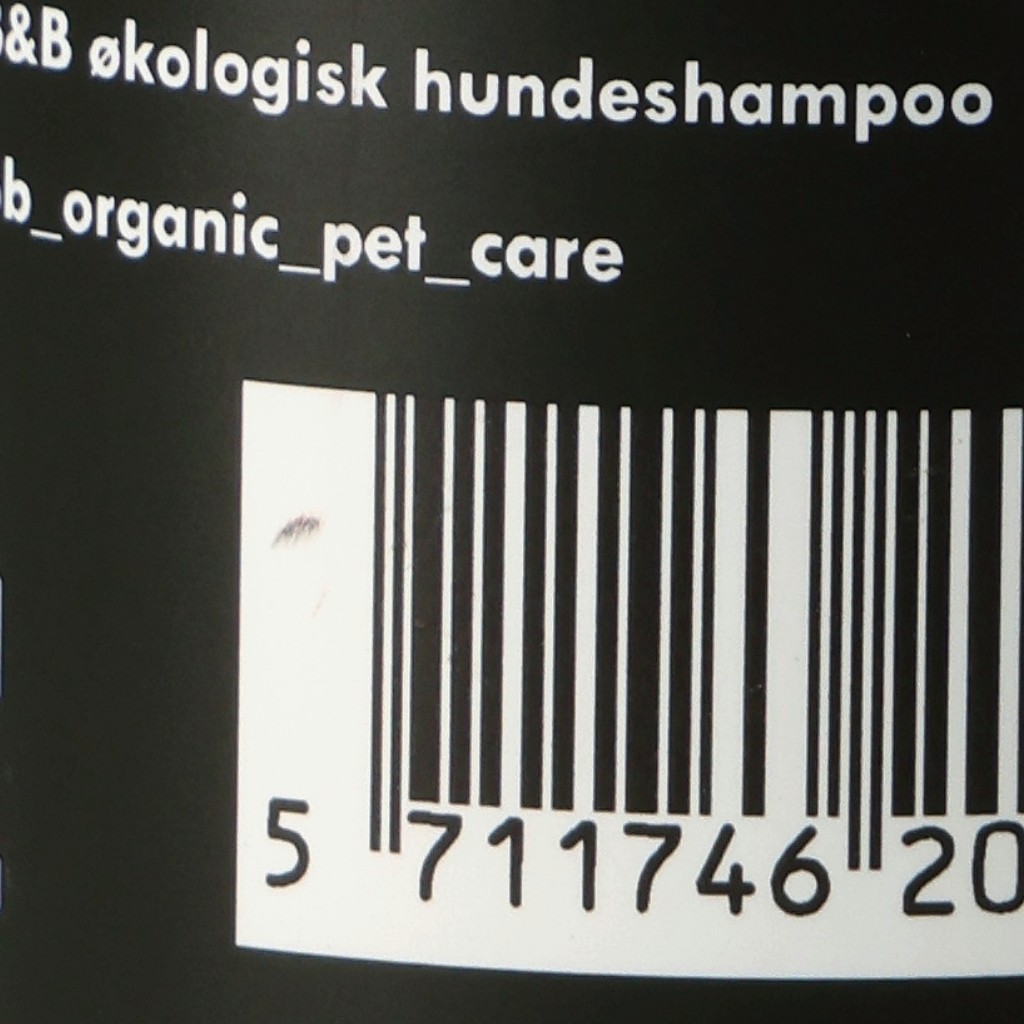 &B økologisk hundeshampoo
b_organic_pet_care
5 711746 20